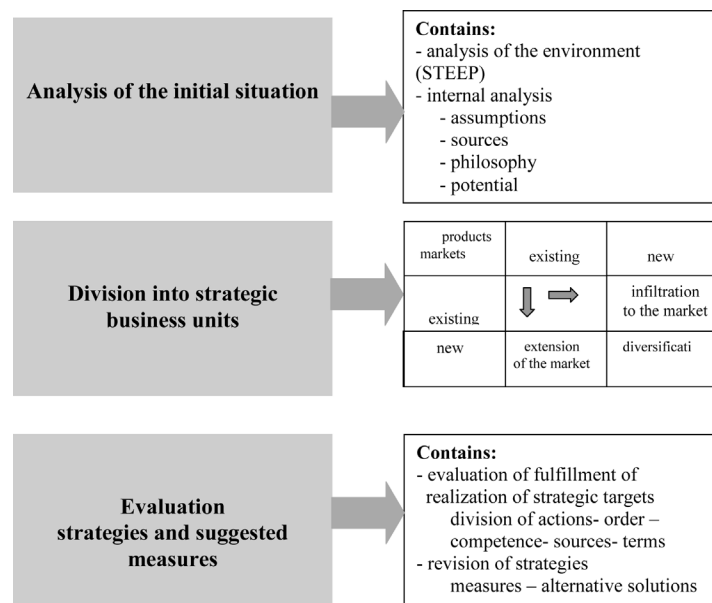 Analysis of the initial situation
Contains:
- analysis of the environment
(STEEP)
- internal analysis
- assumptions
- sources
- philosophy
- potential
Division into strategic
business units
products
markets
existing
new
existing
infiltration
to the market
new
extension
of the market
diversificati
Evaluation
strategies and suggested
measures
Contains:
- evaluation of fulfillment of
realization of strategic targets
division of actions- order –
competence- sources- terms
- revision of strategies
measures – alternative solutions